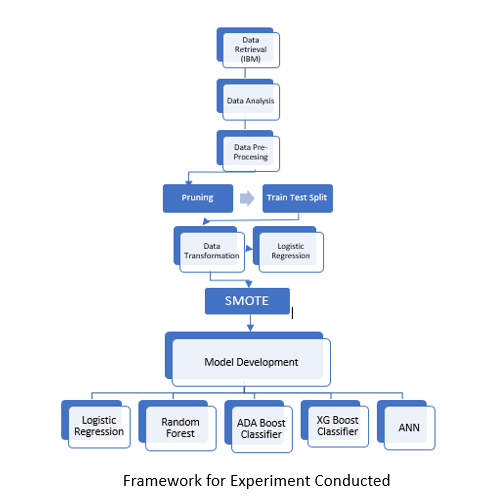 Data
Retrieval
(IBM)
Data Analysis
Data Pre-
Procesing
Pruning
Train Test Split
Data
Transformation
Logistic
Regression
SMOTE
Model Development
Logistic
Regression
Random
Forest
ADA Boost
Classifier
XG Boost
Classifier
ANN
Framework for Experiment Conducted